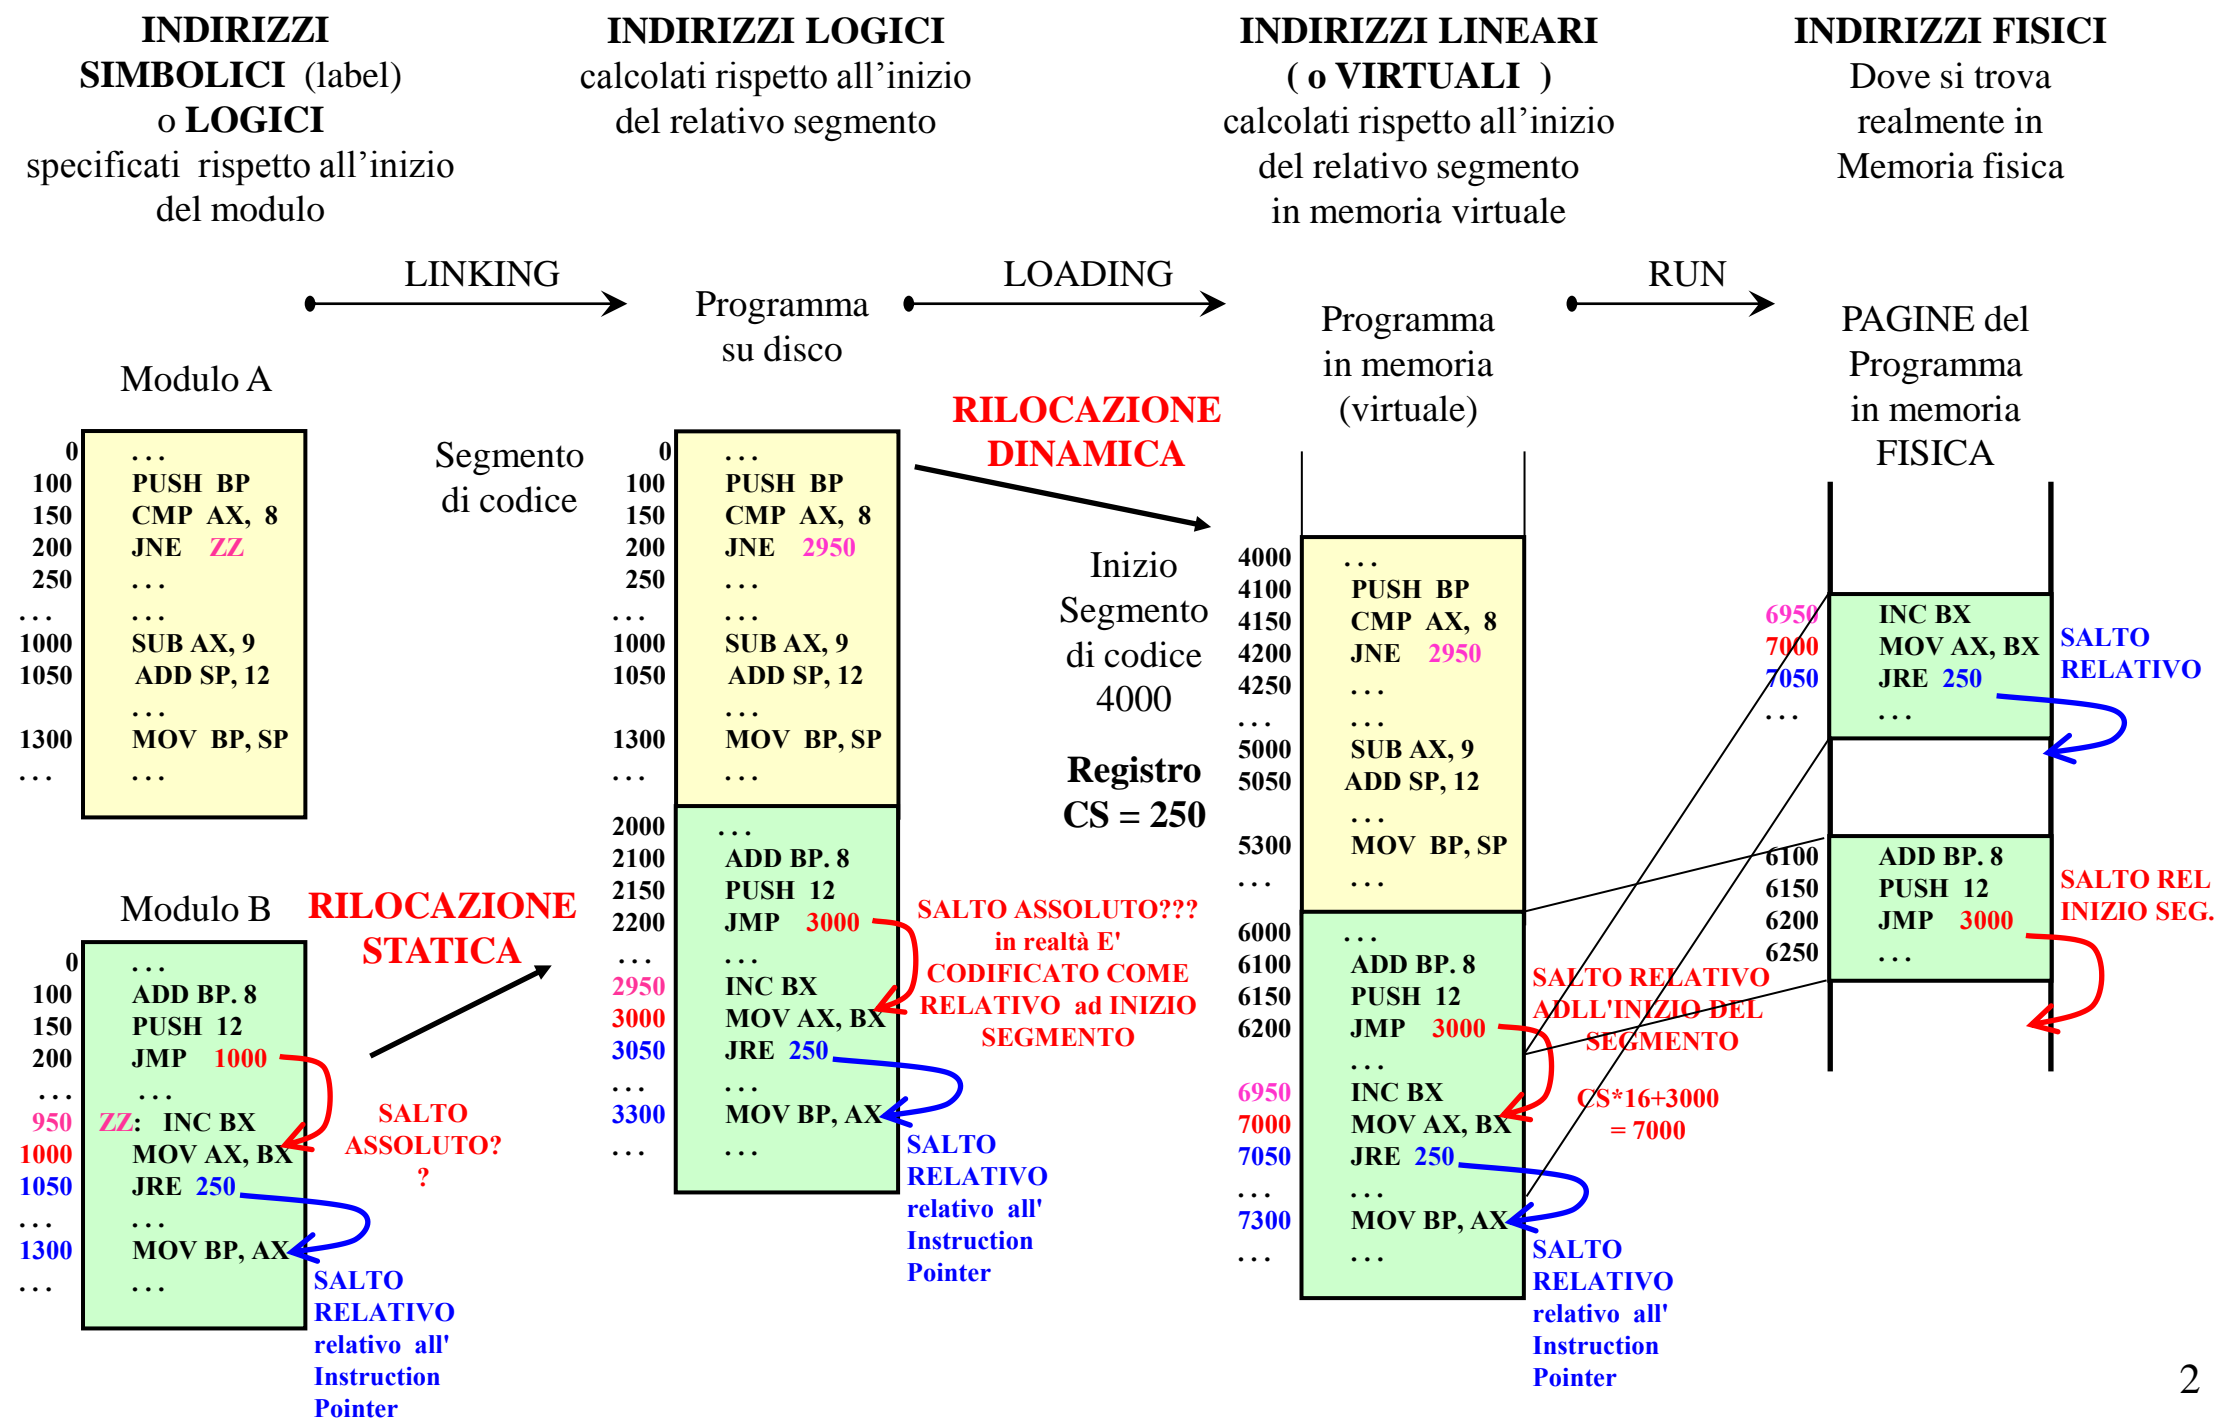 INDIRIZZI
SIMBOLICI (label)
o LOGICI
specificati rispetto all'inizio
del modulo
INDIRIZZI LOGICI
calcolati rispetto all'inizio
del relativo segmento
INDIRIZZI LINEARI
( o VIRTUALI )
calcolati rispetto all'inizio
del relativo segmento
in memoria virtuale
INDIRIZZI FISICI
Dove si trova
realmente in
Memoria fisica
LINKING
LOADING
RUN
Modulo A
0 . . .
100 PUSH BP
150 CMP AX, 8
200 JNE ZZ
250 . . .
. . . . . .
1000 SUB AX, 9
1050 ADD SP, 12
. . .
1300 MOV BP, SP
. . . . . .
Modulo B
0 . . .
100 ADD BP. 8
150 PUSH 12
200 JMP 1000
. . . . . .
950 ZZ: INC BX
1000 MOV AX, BX
1050 JRE 250
. . . . . .
1300 MOV BP, AX
. . . . . .
SALTO
ASSOLUTO?
?
SALTO
RELATIVO
relativo all'
Instruction
Pointer
RILOCAZIONE
STATICA
Programma
su disco
Segmento
di codice
0 . . .
100 PUSH BP
150 CMP AX, 8
200 JNE 2950
250 . . .
. . . . . .
1000 SUB AX, 9
1050 ADD SP, 12
. . .
1300 MOV BP, SP
. . . . . .
2000 . . .
2100 ADD BP. 8
2150 PUSH 12
2200 JMP 3000
. . . . . .
2950 INC BX
3000 MOV AX, BX
3050 JRE 250
. . . . . .
3300 MOV BP, AX
. . . . . .
SALTO ASSOLUTO???
in realtà E'
CODIFICATO COME
RELATIVO ad INIZIO
SEGMENTO
SALTO
RELATIVO
relativo all'
Instruction
Pointer
RILOCAZIONE
DINAMICA
Inizio
Segmento
di codice
4000
Registro
CS = 250
Programma
in memoria
(virtuale)
4000 . . .
4100 PUSH BP
4150 CMP AX, 8
4200 JNE 2950
4250 . . .
. . . . . .
5000 SUB AX, 9
5050 ADD SP, 12
. . .
5300 MOV BP, SP
. . . . . .
6000 . . .
6100 ADD BP. 8
6150 PUSH 12
6200 JMP 3000
. . .
6950 INC BX
7000 MOV AX, BX
7050 JRE 250
. . . . . .
7300 MOV BP, AX
. . . . . .
SALTO RELATIVO
ADLL'INIZIO DEL
SEGMENTO
CS*16+3000
= 7000
SALTO
RELATIVO
relativo all'
Instruction
Pointer
PAGINE del
Programma
in memoria
FISICA
6950 INC BX
7000 MOV AX, BX
7050 JRE 250
. . . . . .
SALTO
RELATIVO
6100 ADD BP. 8
6150 PUSH 12
6200 JMP 3000
6250 . . .
SALTO REL
INIZIO SEG.
2